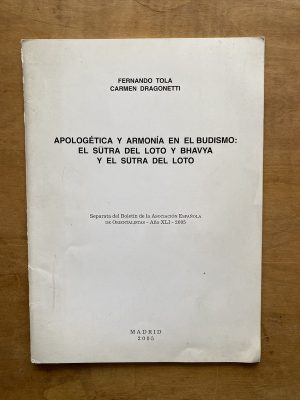 FERNANDO TOLA
CARMEN DRAGONETTI
APOLOGÉTICA Y ARMONÍA EN EL BUDISMO:
EL SŪTRA DEL LOTO Y BHAVYA
Y EL SŪTRA DEL LOTO
Separata del Boletín de la ASOCIACIÓN ESPAÑOLA
DE ORIENTALISTAS - Año XLI - 2005
MADRID
2005